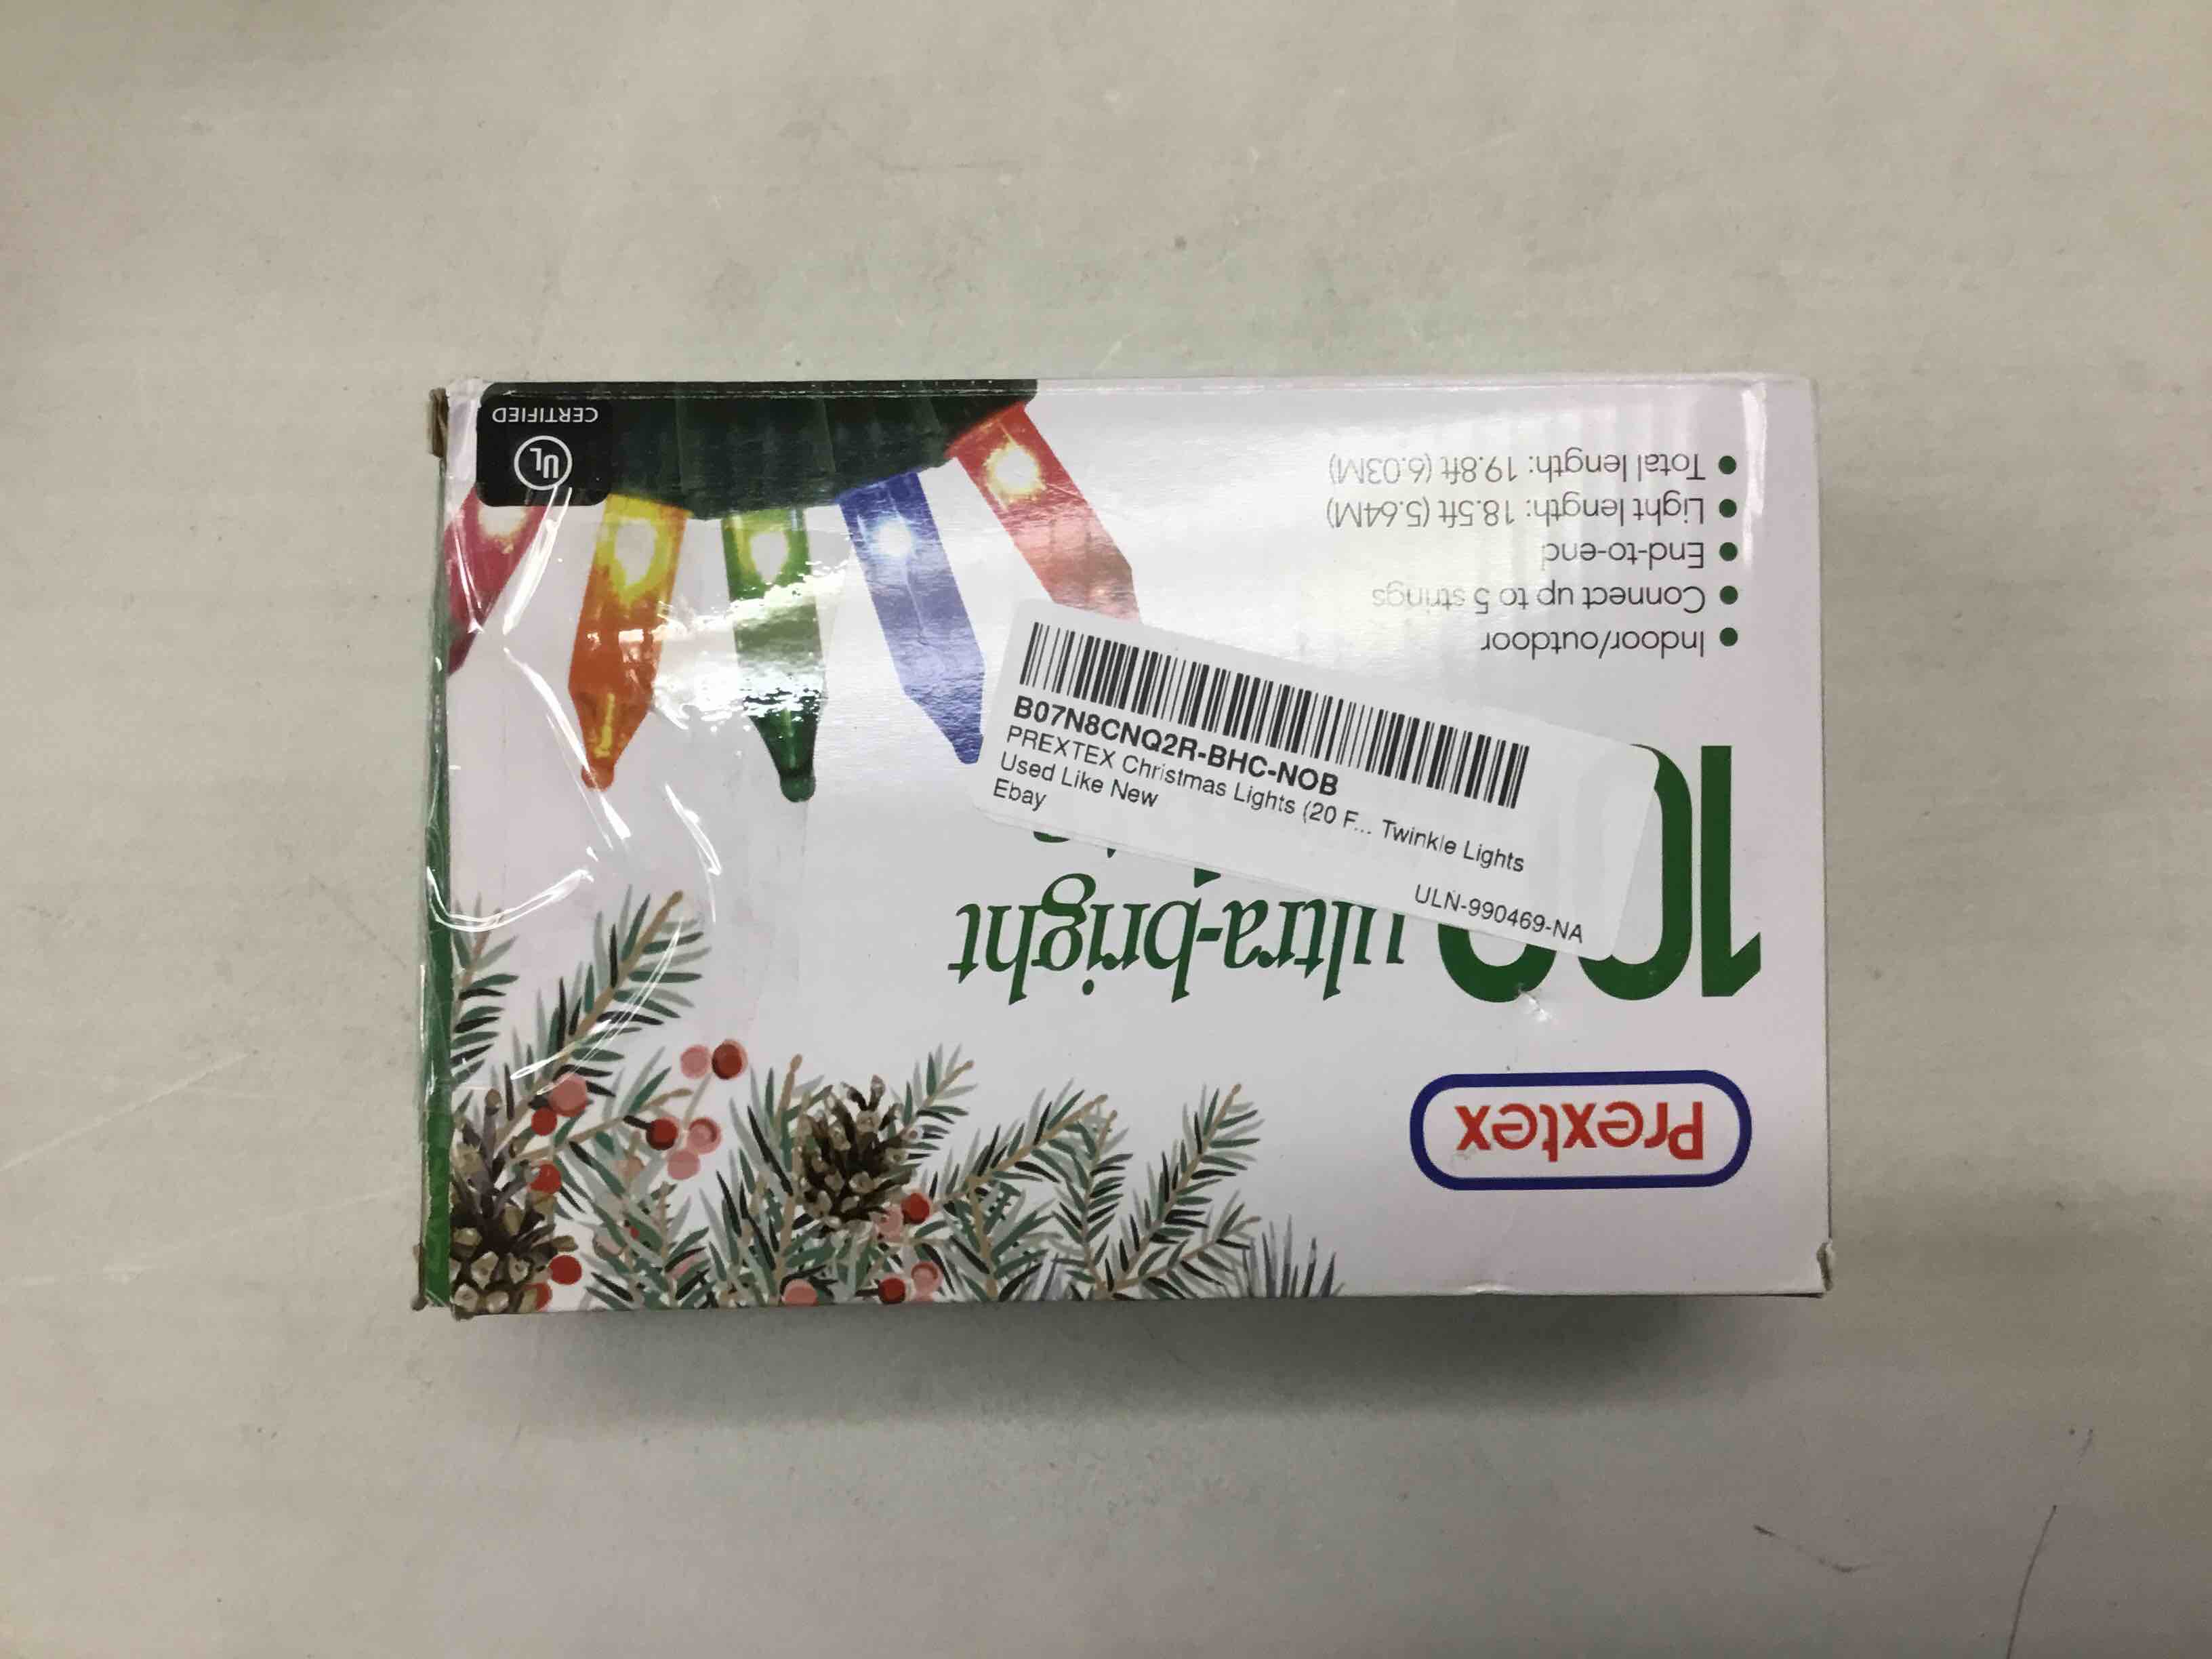 Prextex
100 ultra-bright
Indoor/outdoor
Connect up to 5 strings
End-to-end
Light length: 18.5ft (5.64M)
Total length: 19.8ft (6.03M)
UL
CERTIFIED
B07N8CNQ2R-BHC-NOB
PREXTEX Christmas Lights (20 F... Twinkle Lights
Used Like New
Ebay
ULN-990469-NA